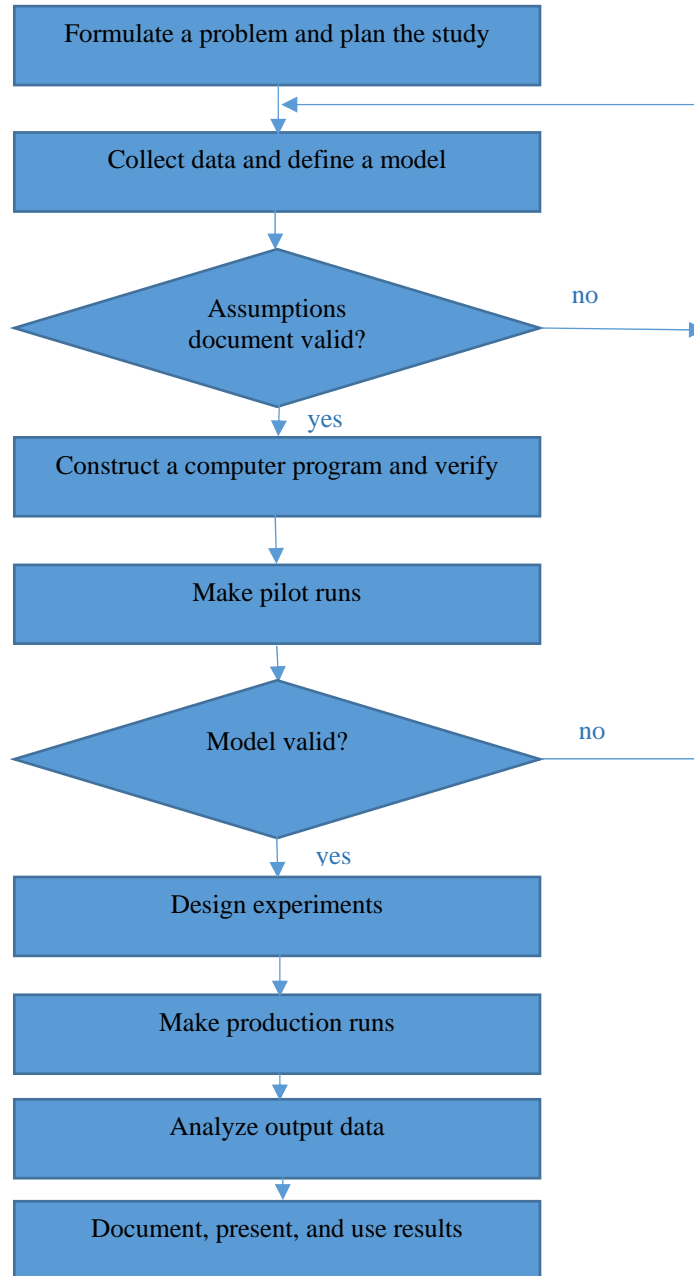 Formulate a problem and plan the study
Collect data and define a model
Assumptions
document valid?
no
yes
Construct a computer program and verify
Make pilot runs
Model valid?
no
yes
Design experiments
Make production runs
Analyze output data
Document, present, and use results